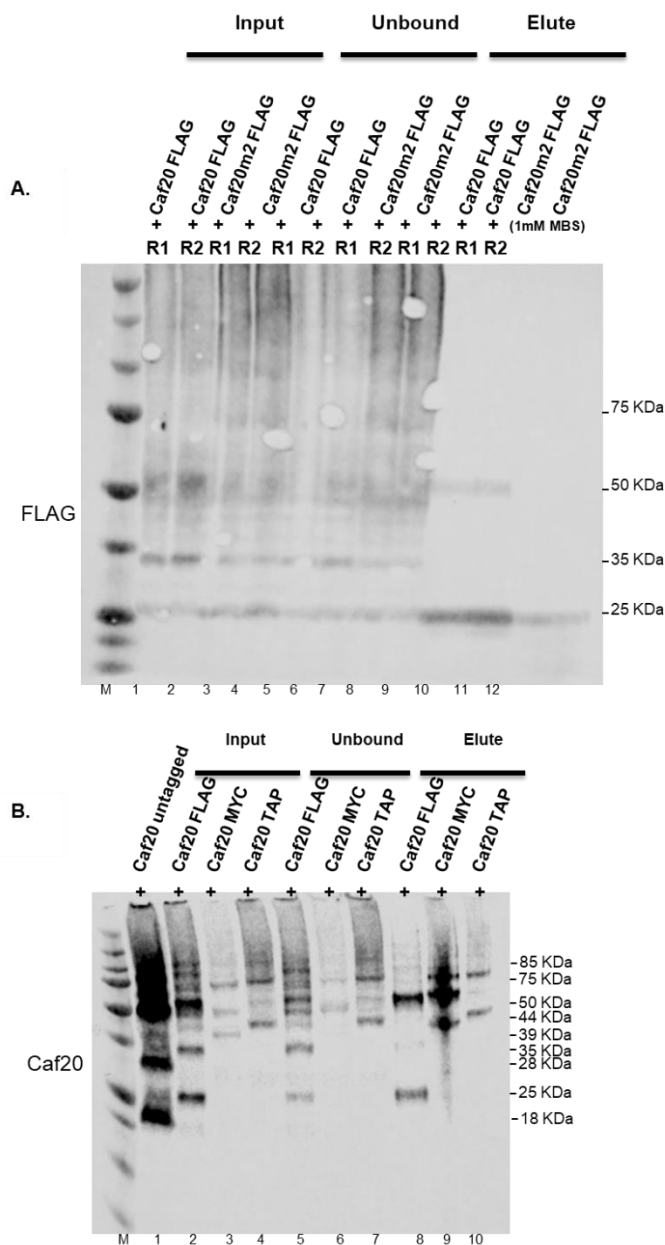 Input Unbound Elute
Caf20 FLAG
Caf20 FLAG
Caf20m2 FLAG
Caf20m2 FLAG
Caf20 FLAG
Caf20 FLAG
Caf20m2 FLAG
Caf20m2 FLAG
Caf20 FLAG
Caf20 FLAG
Caf20m2 FLAG
Caf20m2 FLAG
A.
+ + + + + + + + + + + + (1mM MBS)
R1 R2 R1 R2 R1 R2 R1 R2 R1 R2 R1 R2
75 KDa
50 KDa
FLAG
35 KDa
25 KDa
M 1 2 3 4 5 6 7 8 9 10 11 12
Input Unbound Elute
B.
Caf20 untagged
Caf20 FLAG
Caf20 MYC
Caf20 TAP
Caf20 FLAG
Caf20 MYC
Caf20 TAP
Caf20 FLAG
Caf20 MYC
Caf20 TAP
+ + + + + + + + + +
85 KDa
75 KDa
50 KDa
44 KDa
39 KDa
Caf20
35 KDa
28 KDa
25 KDa
18 KDa
M 1 2 3 4 5 6 7 8 9 10